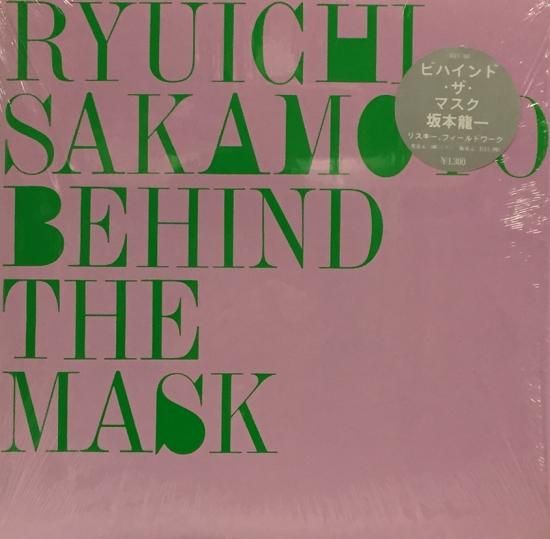 RYUICHI
SAKAMOTO
BEHIND
THE
MASK
ビハインド
・ザ・
マスク
坂本龍一
リスキー、フィールドワーク
¥1,300